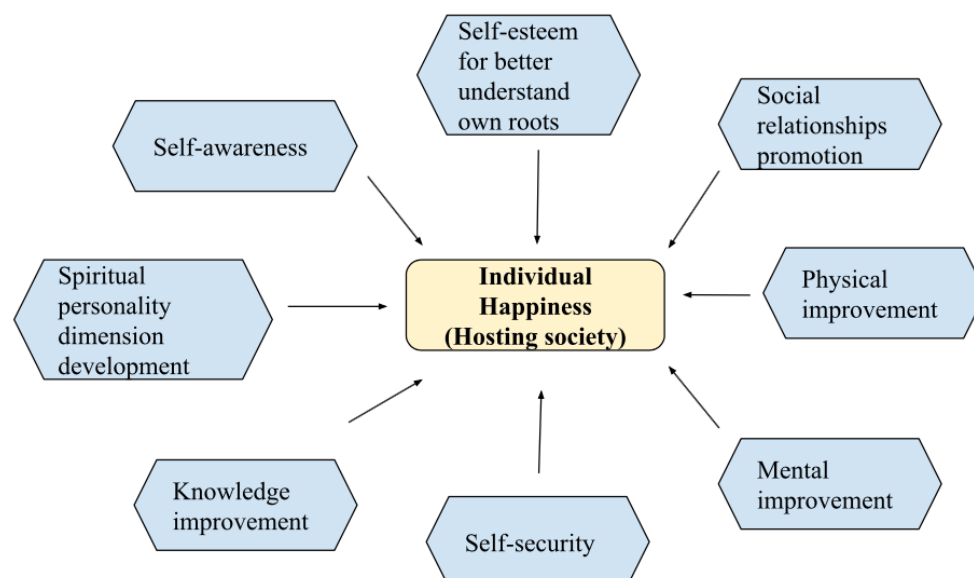 Self-esteem
for better
understand
own roots
Social
relationships
promotion
Self-awareness
Spiritual
personality
dimension
development
Individual
Happiness
(Hosting society)
Physical
improvement
Knowledge
improvement
Self-security
Mental
improvement